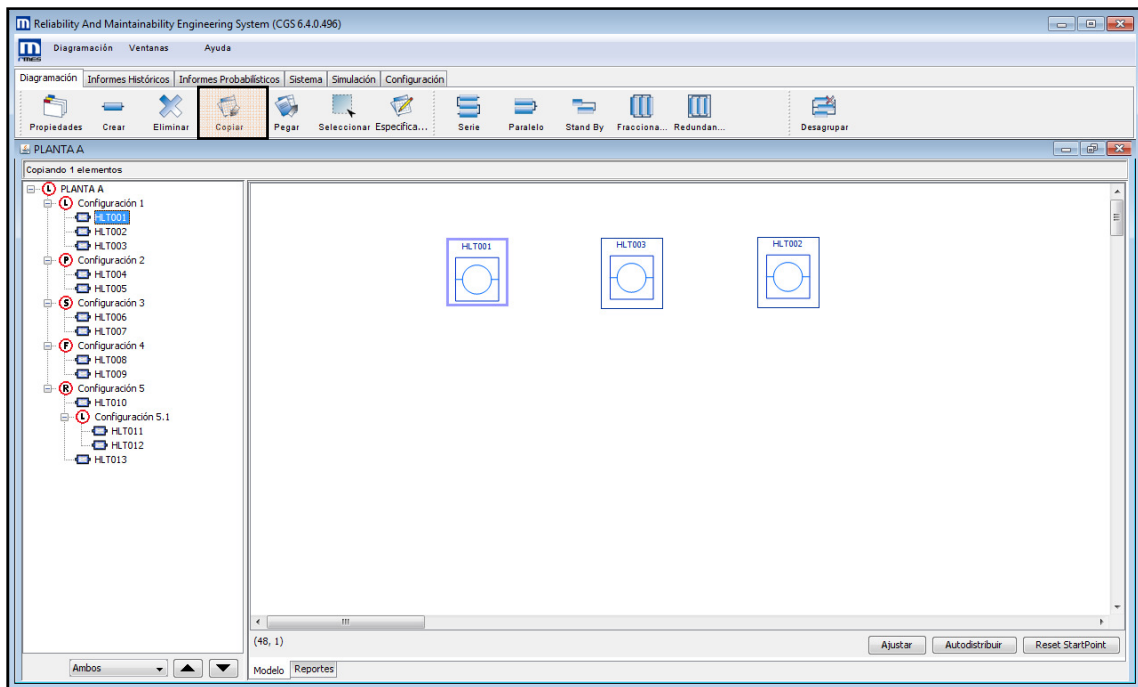 Reliability And Maintainability Engineering System (CGS 6.4.0.496)
Diagramación Ventanas Ayuda
Diagramación Informes Históricos Informes Probabilísticos Sistema Simulación Configuración
Propiedades Crear Eliminar Copiar Pegar Seleccionar Especifica... Serie Paralelo Stand By Fracciona... Redundan... Desagrupar
PLANTA A
Copiando 1 elementos
L PLANTA A
L Configuración 1
HLT001
HLT002
HLT003
P Configuración 2
HLT004
HLT005
S Configuración 3
HLT006
HLT007
F Configuración 4
HLT008
HLT009
R Configuración 5
HLT010
L Configuración 5.1
HLT011
HLT012
HLT013
HLT001 HLT003 HLT002
(48, 1)
Ajustar Autodistribuir Reset StartPoint
Ambos
Modelo Reportes